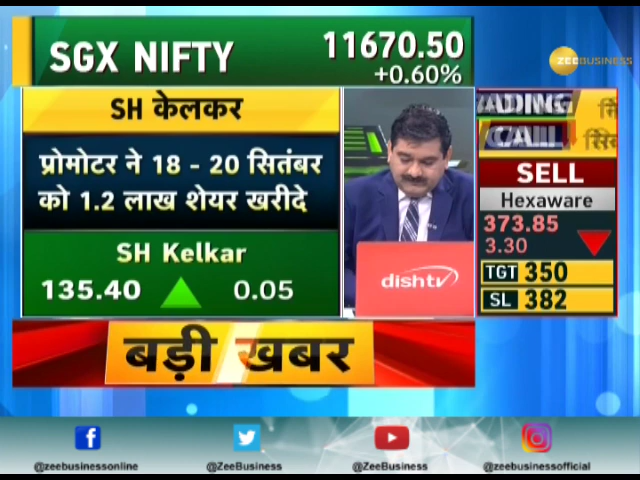 SGX NIFTY
11670.50
+0.60%
ZEEBUSINESS
SH केलकर
प्रोमोटर ने 18 - 20 सितंबर
को 1.2 लाख शेयर खरीदे
SH Kelkar
135.40 0.05
dishtv
CALL
SELL
Hexaware
373.85
3.30
TGT 350
SL 382
बड़ी खबर
@zeebusinessonline
@ZeeBusiness
@ZeeBusiness
@zeebusinessofficial